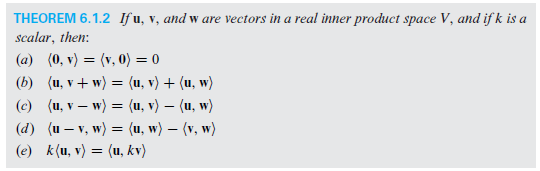 THEOREM 6.1.2 If u, v, and w are vectors in a real inner product space V, and if k is a
scalar, then:
(a) ⟨0, v⟩ = ⟨v, 0⟩ = 0
(b) ⟨u, v + w⟩ = ⟨u, v⟩ + ⟨u, w⟩
(c) ⟨u, v − w⟩ = ⟨u, v⟩ − ⟨u, w⟩
(d) ⟨u − v, w⟩ = ⟨u, w⟩ − ⟨v, w⟩
(e) k⟨u, v⟩ = ⟨u, kv⟩